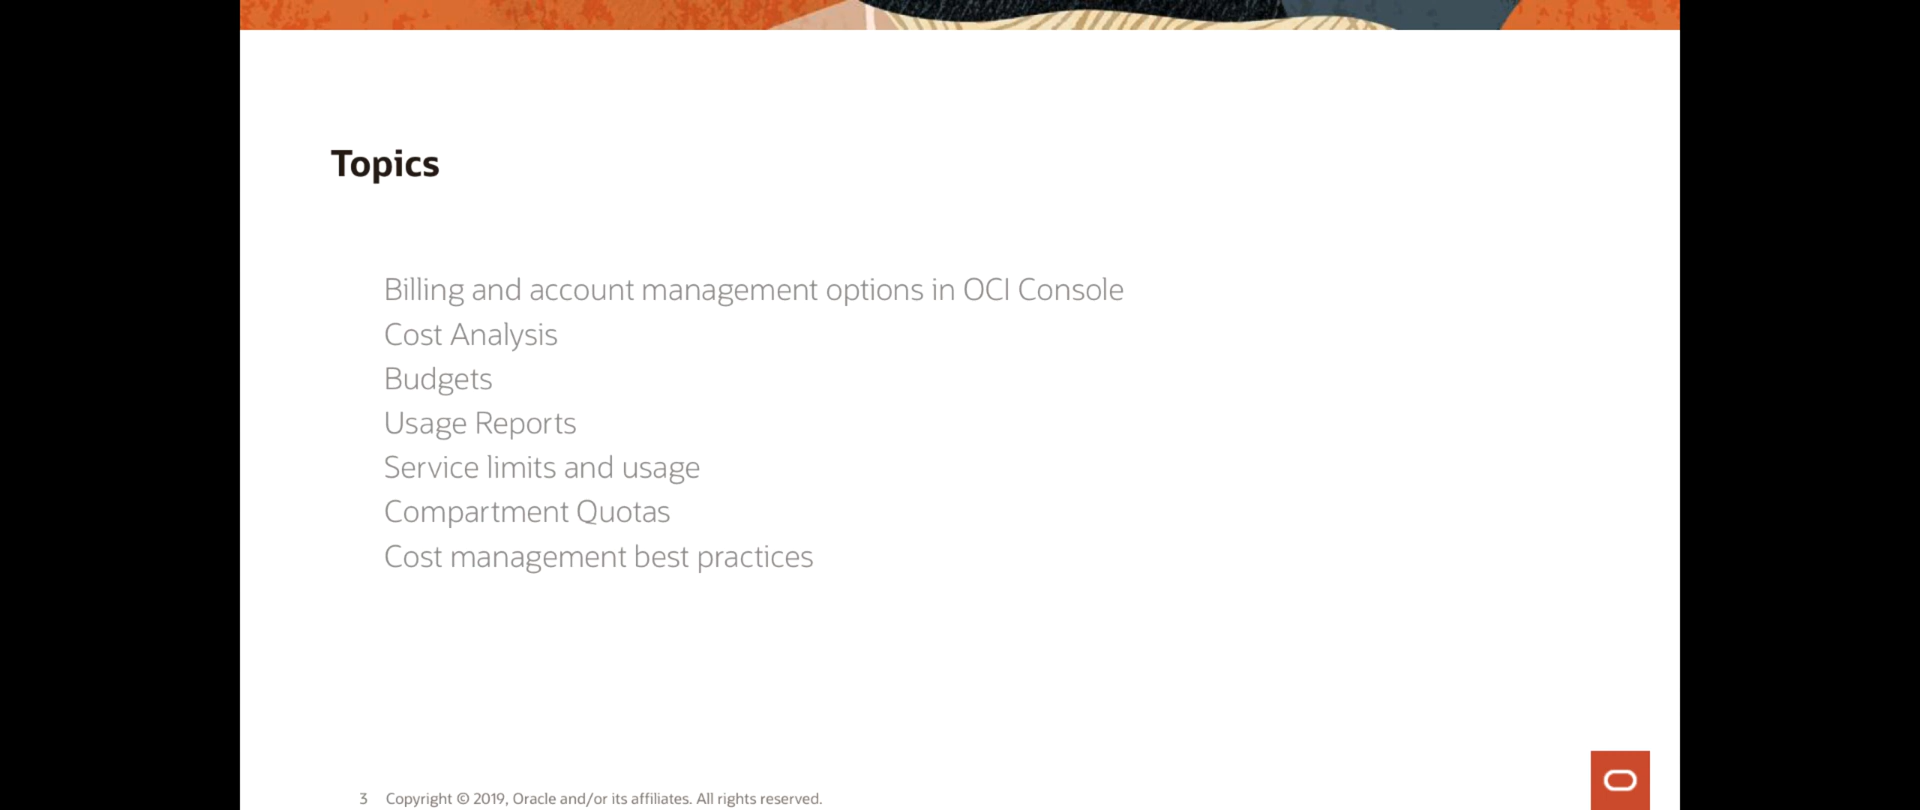 Topics
Billing and account management options in OCI Console
Cost Analysis
Budgets
Usage Reports
Service limits and usage
Compartment Quotas
Cost management best practices
3 Copyright © 2019, Oracle and/or its affiliates. All rights reserved.